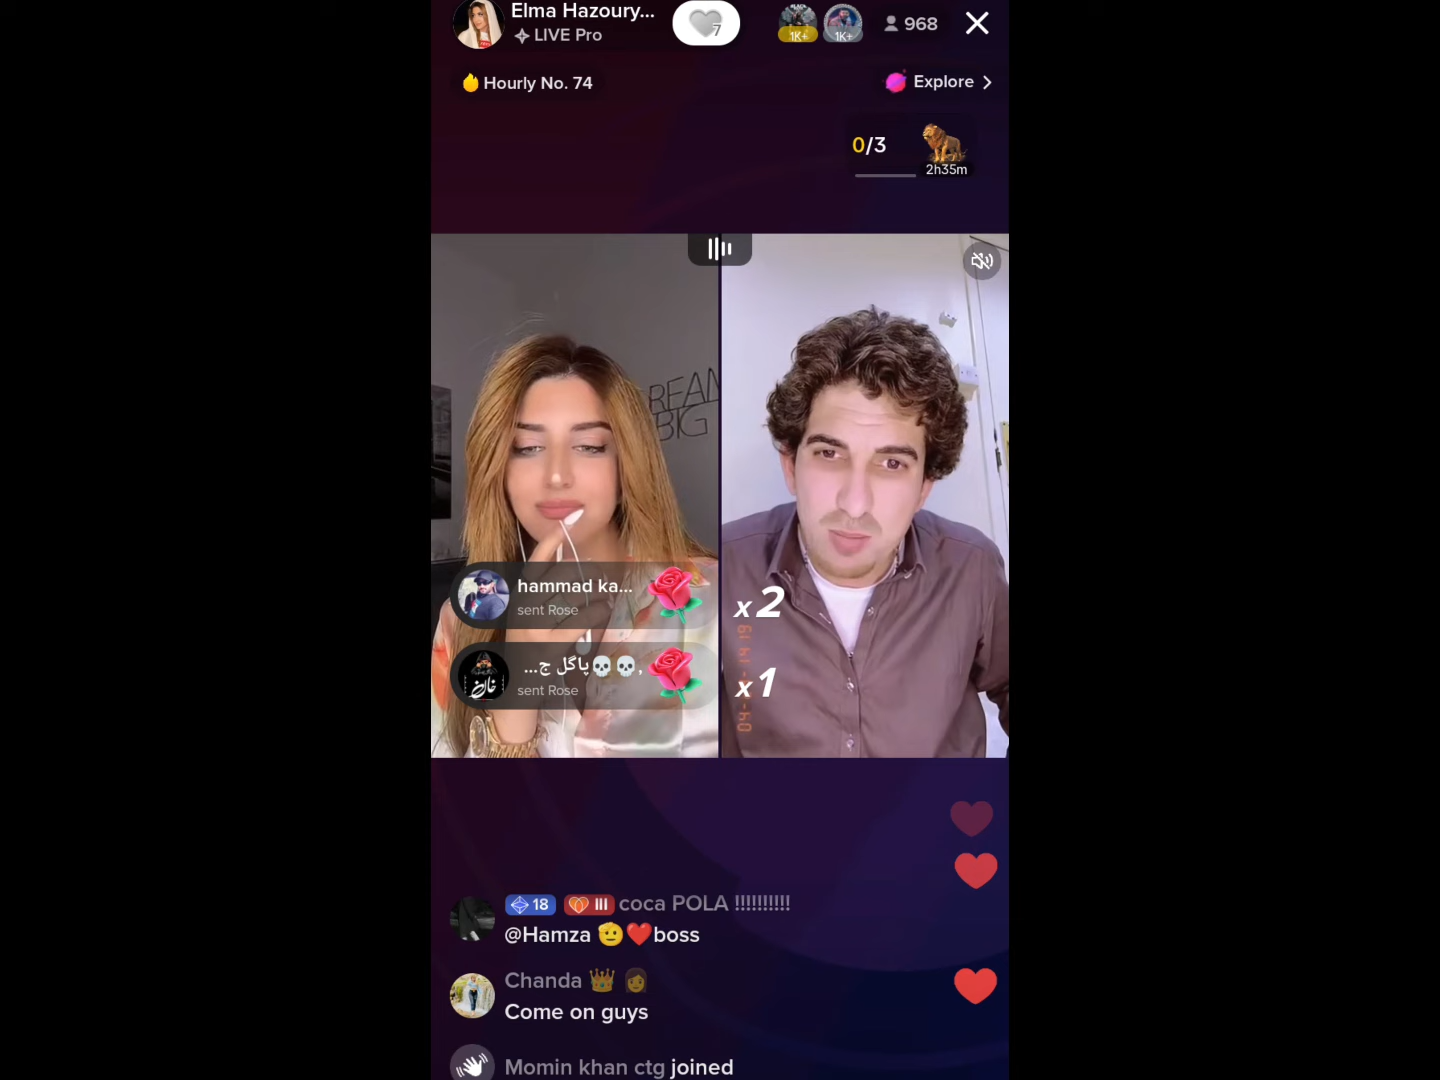 Elma Hazoury...
LIVE Pro
7
1K+
1K+
968
Hourly No. 74
Explore
0/3
2h35m
DREAM
BIG
hammad ka...
sent Rose
x2
پاگل ج...💀💀,
sent Rose
x1
18 III coca POLA !!!!!!!!!!
@Hamza 🫡❤️boss
Chanda 👑 👩🏾
Come on guys
Momin khan ctg joined